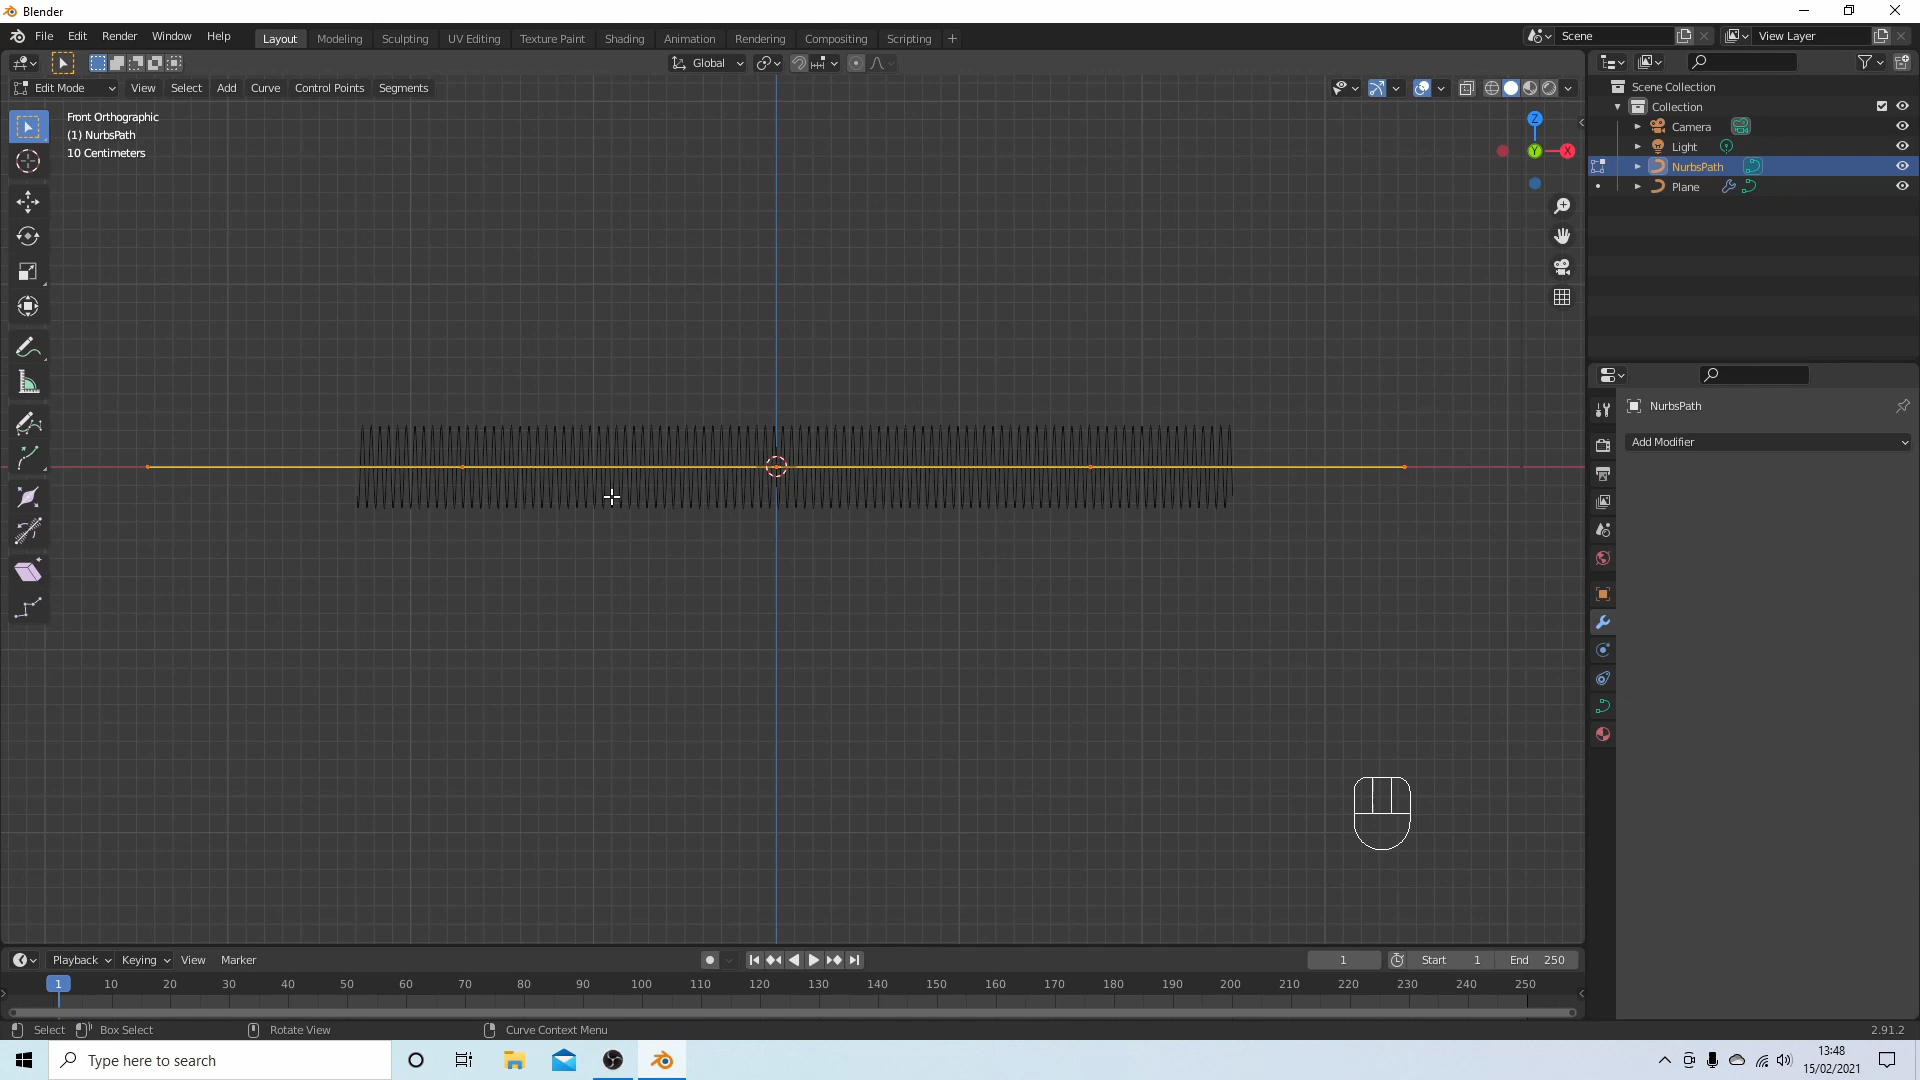 Blender
File Edit Render Window Help
Layout Modeling Sculpting UV Editing Texture Paint Shading Animation Rendering Compositing Scripting
Scene
View Layer
Global
Edit Mode View Select Add Curve Control Points Segments
Front Orthographic
(1) NurbsPath
10 Centimeters
Z
Y
X
Scene Collection
Collection
Camera
Light
NurbsPath
Plane
NurbsPath
Add Modifier
Playback Keying View Marker
1
Start 1
End 250
1 10 20 30 40 50 60 70 80 90 100 110 120 130 140 150 160 170 180 190 200 210 220 230 240 250
Select Box Select Rotate View Curve Context Menu
2.91.2
Type here to search
13:48
15/02/2021